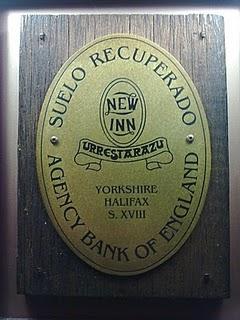 SUELO RECUPERADO
NEW
INN
URRESTARAZU
YORKSHIRE
HALIFAX
S. XVIII
AGENCY BANK OF ENGLAND